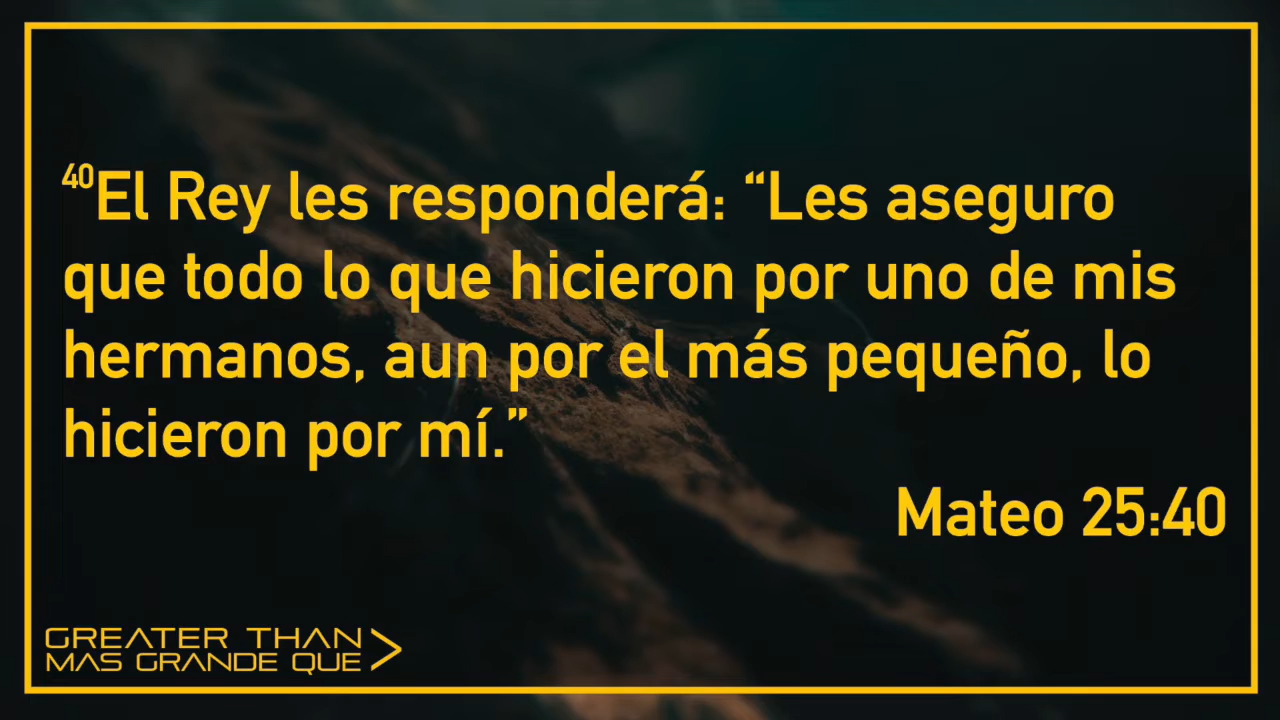 ⁴⁰El Rey les responderá: “Les aseguro
que todo lo que hicieron por uno de mis
hermanos, aun por el más pequeño, lo
hicieron por mí.”
Mateo 25:40
GREATER THAN
MAS GRANDE QUE >